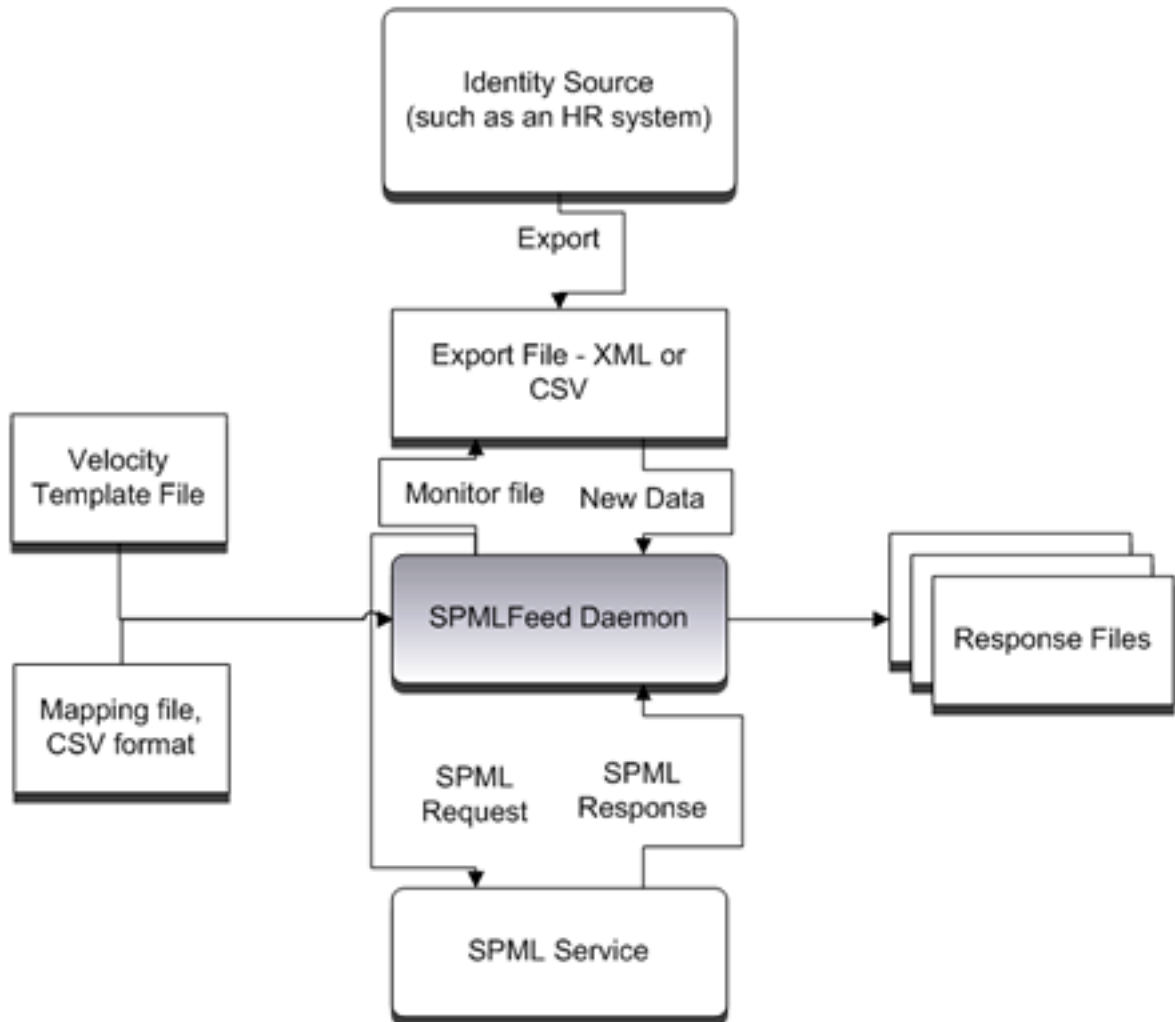 Identity Source
(such as an HR system)
Export
Export File - XML or
CSV
Velocity
Template File
Monitor file
New Data
SPMLFeed Daemon
Response Files
Mapping file,
CSV format
SPML
Request
SPML
Response
SPML Service